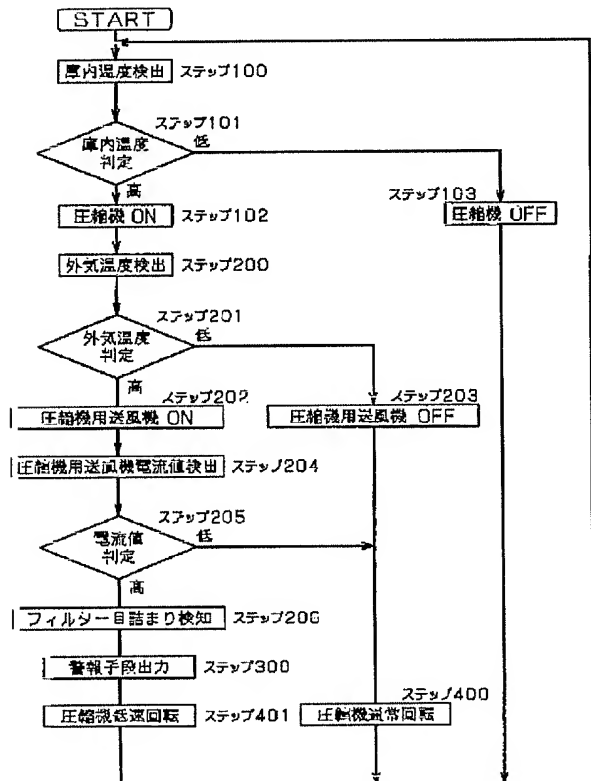 START
庫内温度検出 ステップ100
ステップ101
庫内温度判定
低
高
圧縮機 ON ステップ102
ステップ103
圧縮機 OFF
外気温度検出 ステップ200
ステップ201
外気温度判定
低
高
ステップ202
圧縮機用送風機 ON
ステップ203
圧縮機用送風機 OFF
圧縮機用送風機電流値検出 ステップ204
ステップ205
電流値判定
低
高
フィルター目詰まり検知 ステップ206
警報手段出力 ステップ300
ステップ400
圧縮機低速回転 ステップ401
圧縮機通常回転